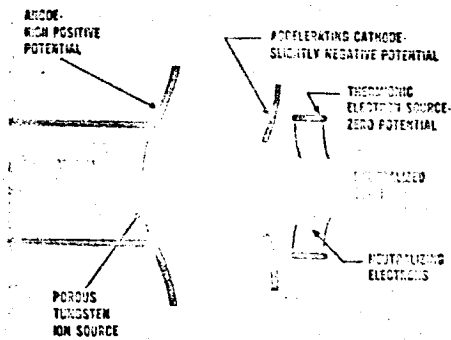 ANODE-
HIGH POSITIVE
POTENTIAL
ACCELERATING CATHODE-
SLIGHTLY NEGATIVE POTENTIAL
THERMIONIC
ELECTRON SOURCE-
ZERO POTENTIAL
NEUTRALIZED
NEUTRALIZING
ELECTRONS
POROUS
TUNGSTEN
ION SOURCE